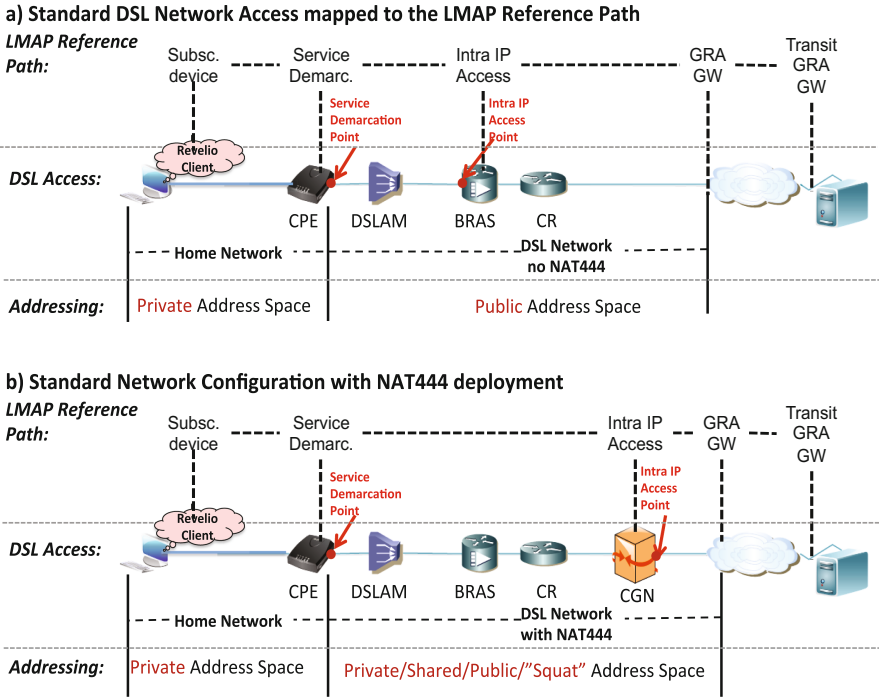 a) Standard DSL Network Access mapped to the LMAP Reference Path
LMAP Reference
Path:
Subsc.
device
Service
Demarc.
Intra IP
Access
GRA
GW
Transit
GRA
GW
Service
Demarcation
Point
Intra IP
Access
Point
Revelio
Client
DSL Access:
CPE
DSLAM
BRAS
CR
Home Network
DSL Network
no NAT444
Addressing:
Private Address Space
Public Address Space
b) Standard Network Configuration with NAT444 deployment
LMAP Reference
Path:
Subsc.
device
Service
Demarc.
Intra IP
Access
GRA
GW
Transit
GRA
GW
Service
Demarcation
Point
Intra IP
Access
Point
Revelio
Client
DSL Access:
CPE
DSLAM
BRAS
CR
CGN
Home Network
DSL Network
with NAT444
Addressing:
Private Address Space
Private/Shared/Public/”Squat” Address Space